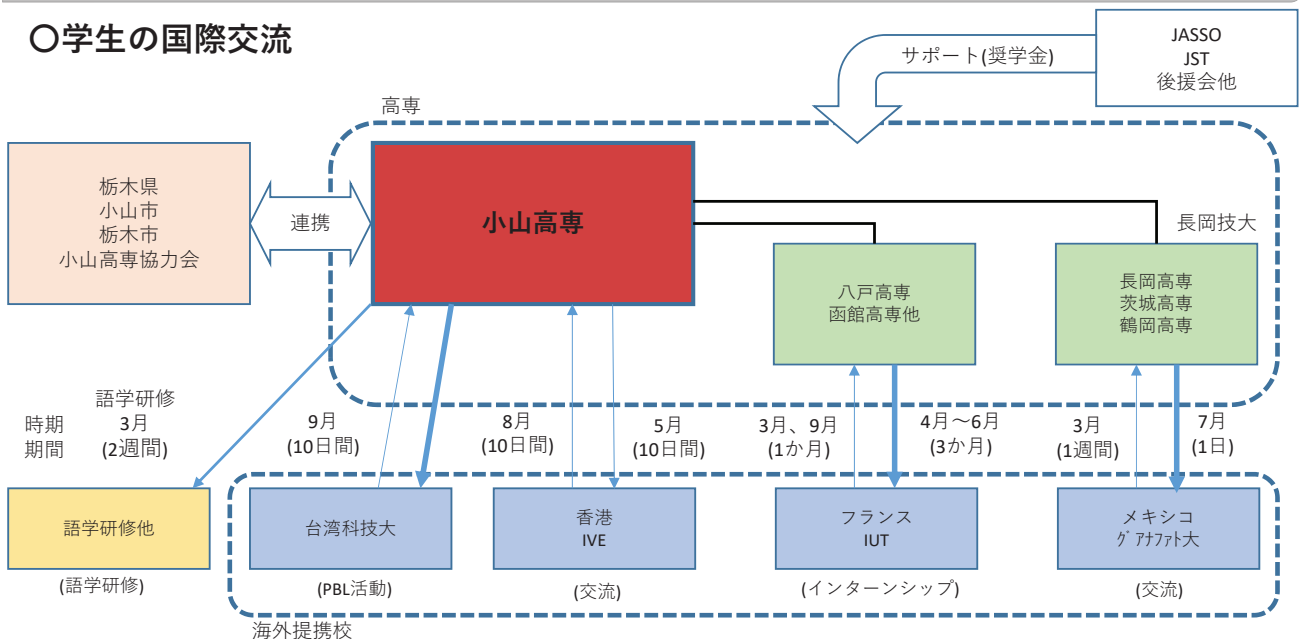 〇学生の国際交流
JASSO
JST
後援会他
サポート(奨学金)
高専
栃木県
小山市
栃木市
小山高専協力会
連携
小山高専
長岡技大
八戸高専
函館高専他
長岡高専
茨城高専
鶴岡高専
時期
期間
語学研修
3月
(2週間)
9月
(10日間)
8月
(10日間)
5月
(10日間)
3月、9月
(1か月)
4月～6月
(3か月)
3月
(1週間)
7月
(1日)
語学研修他
(語学研修)
台湾科技大
(PBL活動)
香港
IVE
(交流)
フランス
IUT
(インターンシップ)
メキシコ
グアナファト大
(交流)
海外提携校